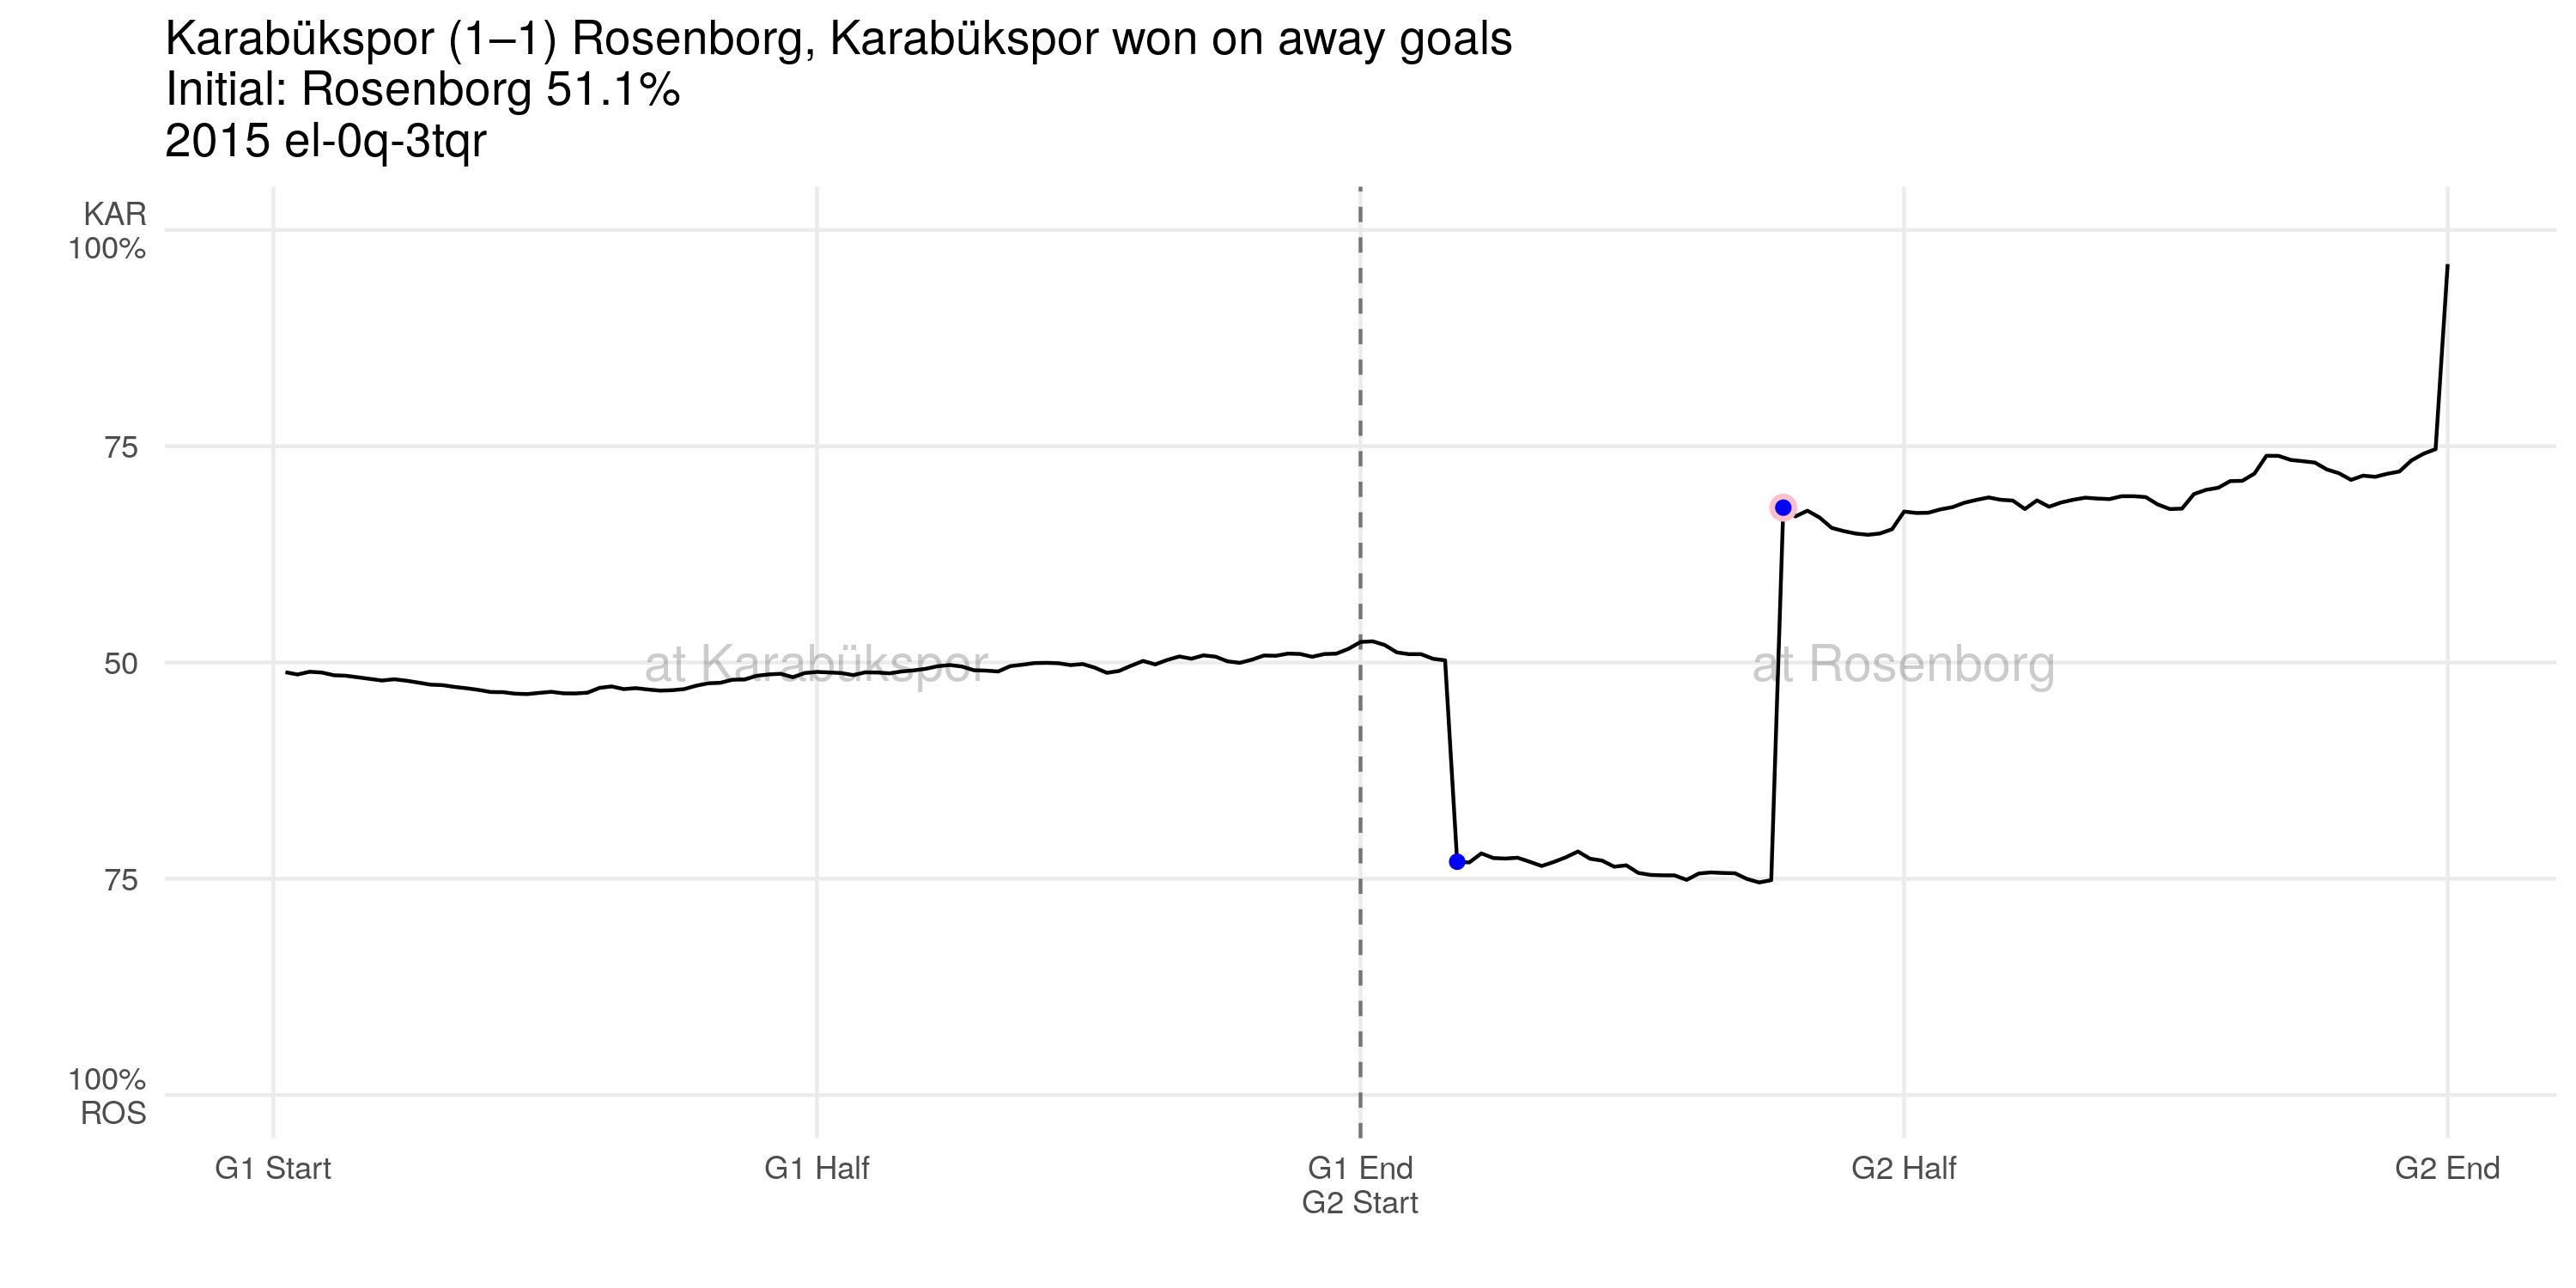 Karabükspor (1–1) Rosenborg, Karabükspor won on away goals
Initial: Rosenborg 51.1%
2015 el-0q-3tqr
KAR
100%
75
50
75
100%
ROS
at Karabükspor
at Rosenborg
G1 Start
G1 Half
G1 End
G2 Start
G2 Half
G2 End